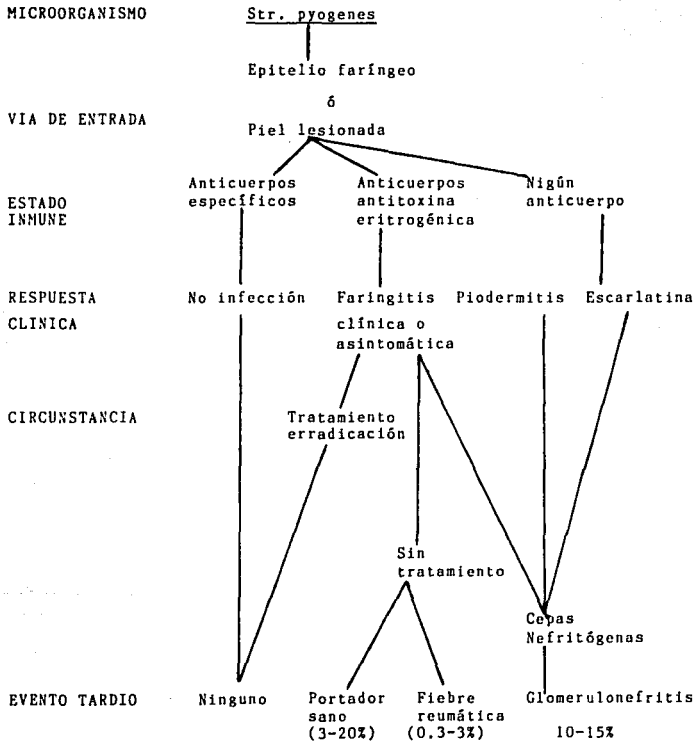 MICROORGANISMO Str. pyogenes
Epitelio faríngeo
ó
VIA DE ENTRADA
Piel lesionada
Anticuerpos Anticuerpos Nigún
ESTADO específicos antitoxina anticuerpo
INMUNE eritrogénica
RESPUESTA No infección Faringitis Piodermitis Escarlatina
CLINICA clínica o
asintomática
CIRCUNSTANCIA Tratamiento
erradicación
Sin
tratamiento
Cepas
Nefritógenas
EVENTO TARDIO Ninguno Portador Fiebre Glomerulonefritis
sano reumática
(3-20%) (0.3-3%) 10-15%